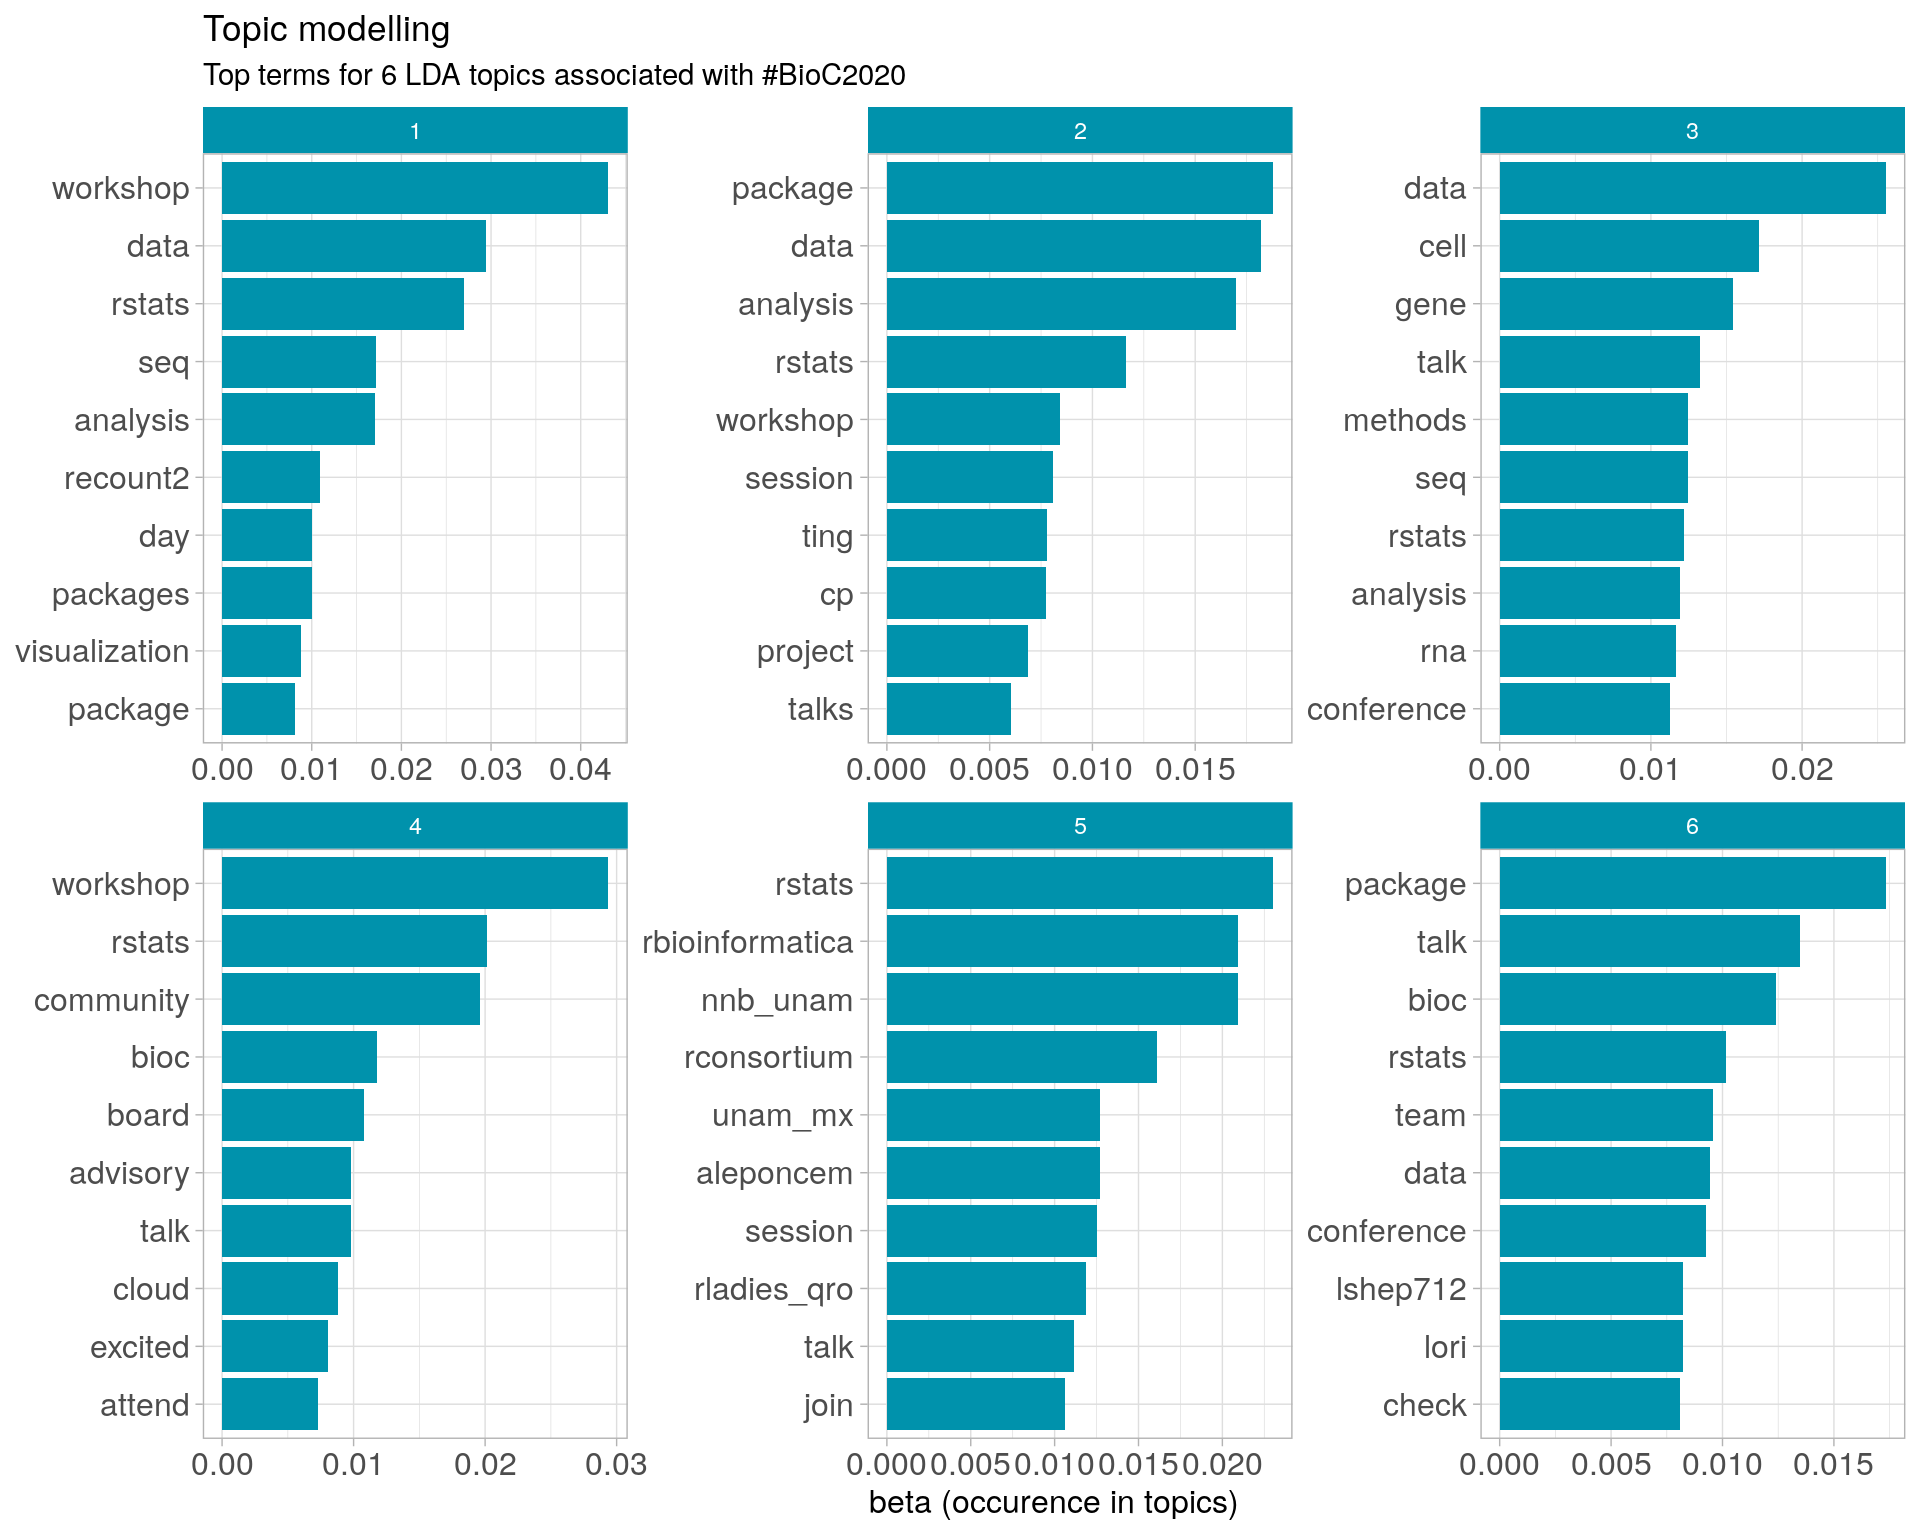 Topic modelling
Top terms for 6 LDA topics associated with #BioC2020
1
workshop
data
rstats
seq
analysis
recount2
day
packages
visualization
package
0.00 0.01 0.02 0.03 0.04
2
package
data
analysis
rstats
workshop
session
ting
cp
project
talks
0.000 0.005 0.010 0.015
3
data
cell
gene
talk
methods
seq
rstats
analysis
rna
conference
0.00 0.01 0.02
4
workshop
rstats
community
bioc
board
advisory
talk
cloud
excited
attend
0.00 0.01 0.02 0.03
5
rstats
rbioinformatica
nnb_unam
rconsortium
unam_mx
aleponcem
session
rladies_qro
talk
join
0.000 0.005 0.010 0.015 0.020
6
package
talk
bioc
rstats
team
data
conference
lshep712
lori
check
0.000 0.005 0.010 0.015
beta (occurence in topics)